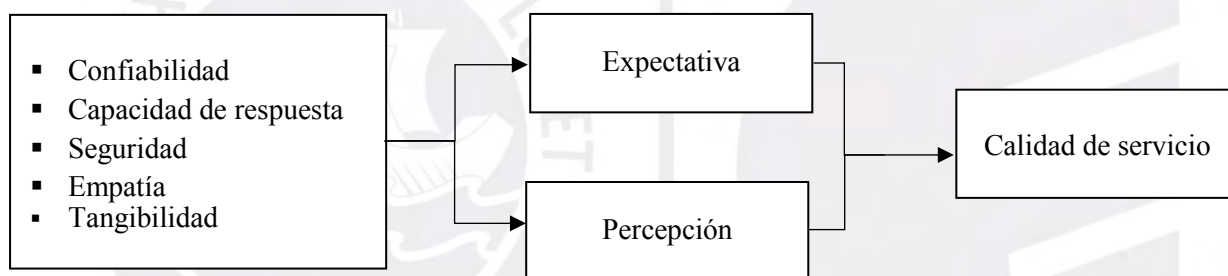 ▪ Confiabilidad
▪ Capacidad de respuesta
▪ Seguridad
▪ Empatía
▪ Tangibilidad
Expectativa
Percepción
Calidad de servicio